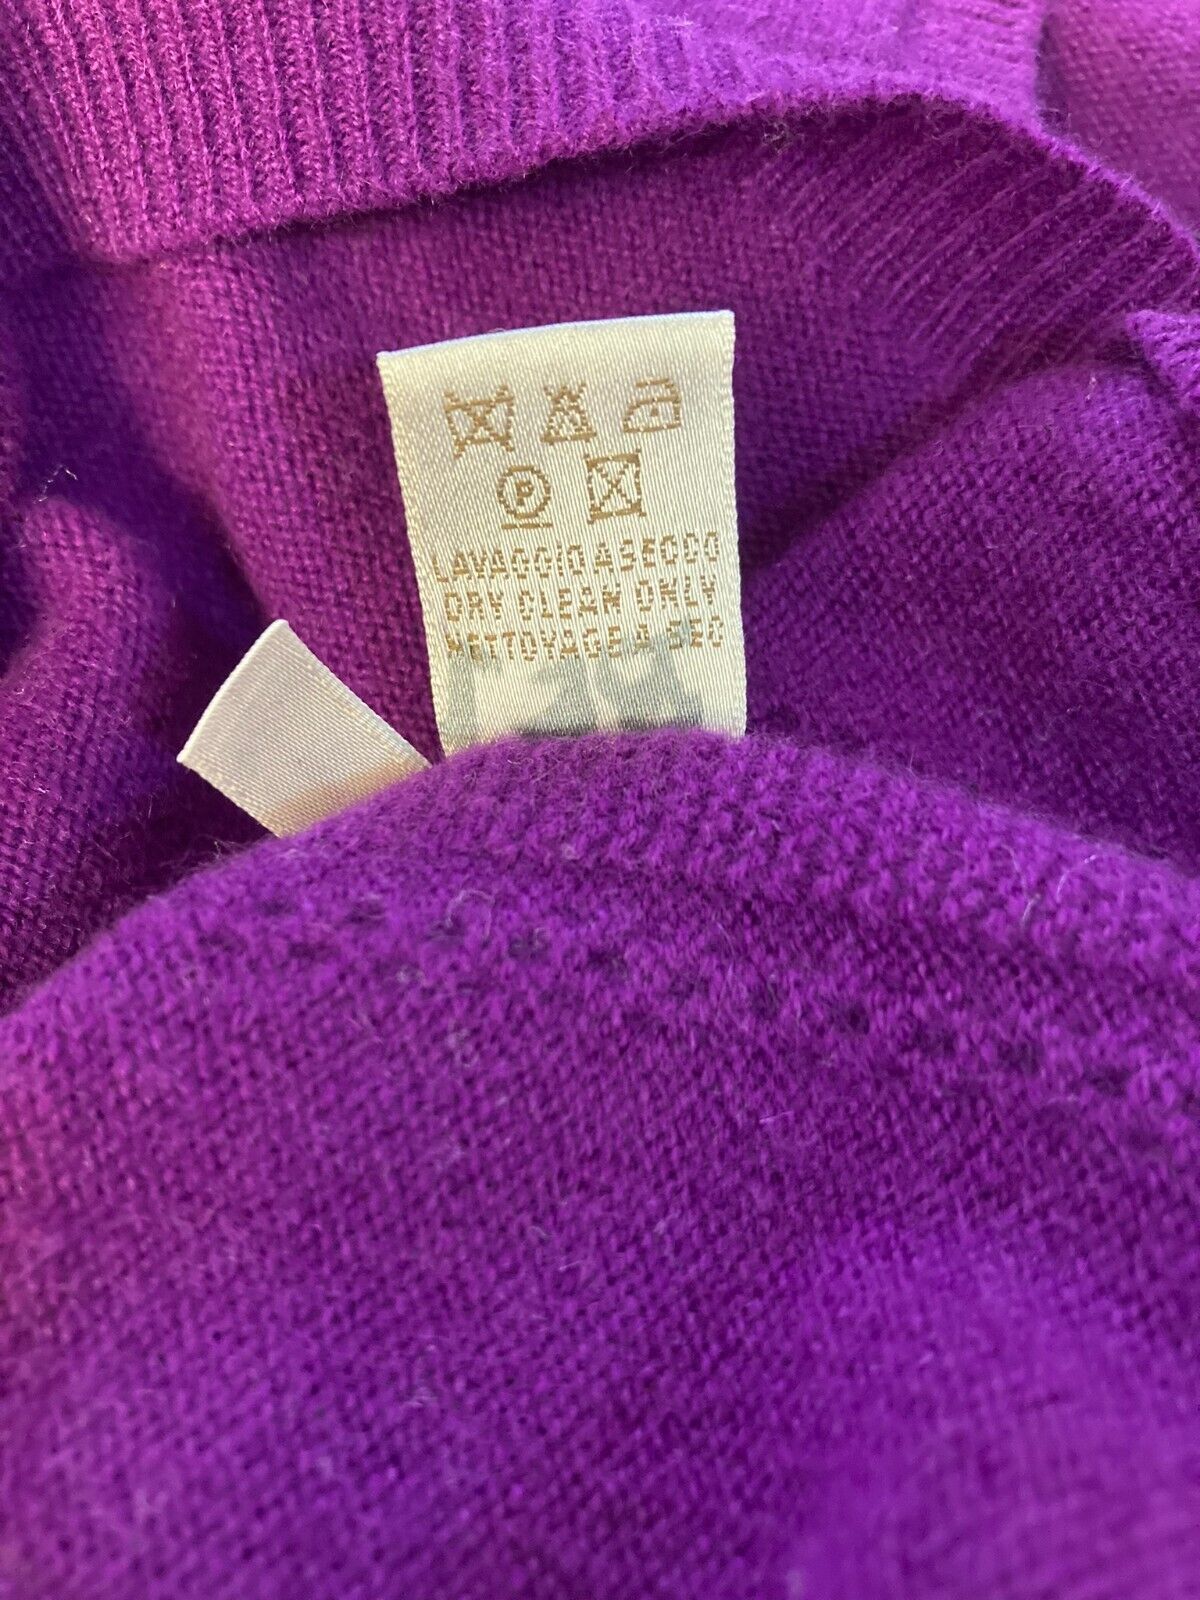 P
LAVAGGIO A SECCO
DRY CLEAN ONLY
NETTOYAGE A SEC